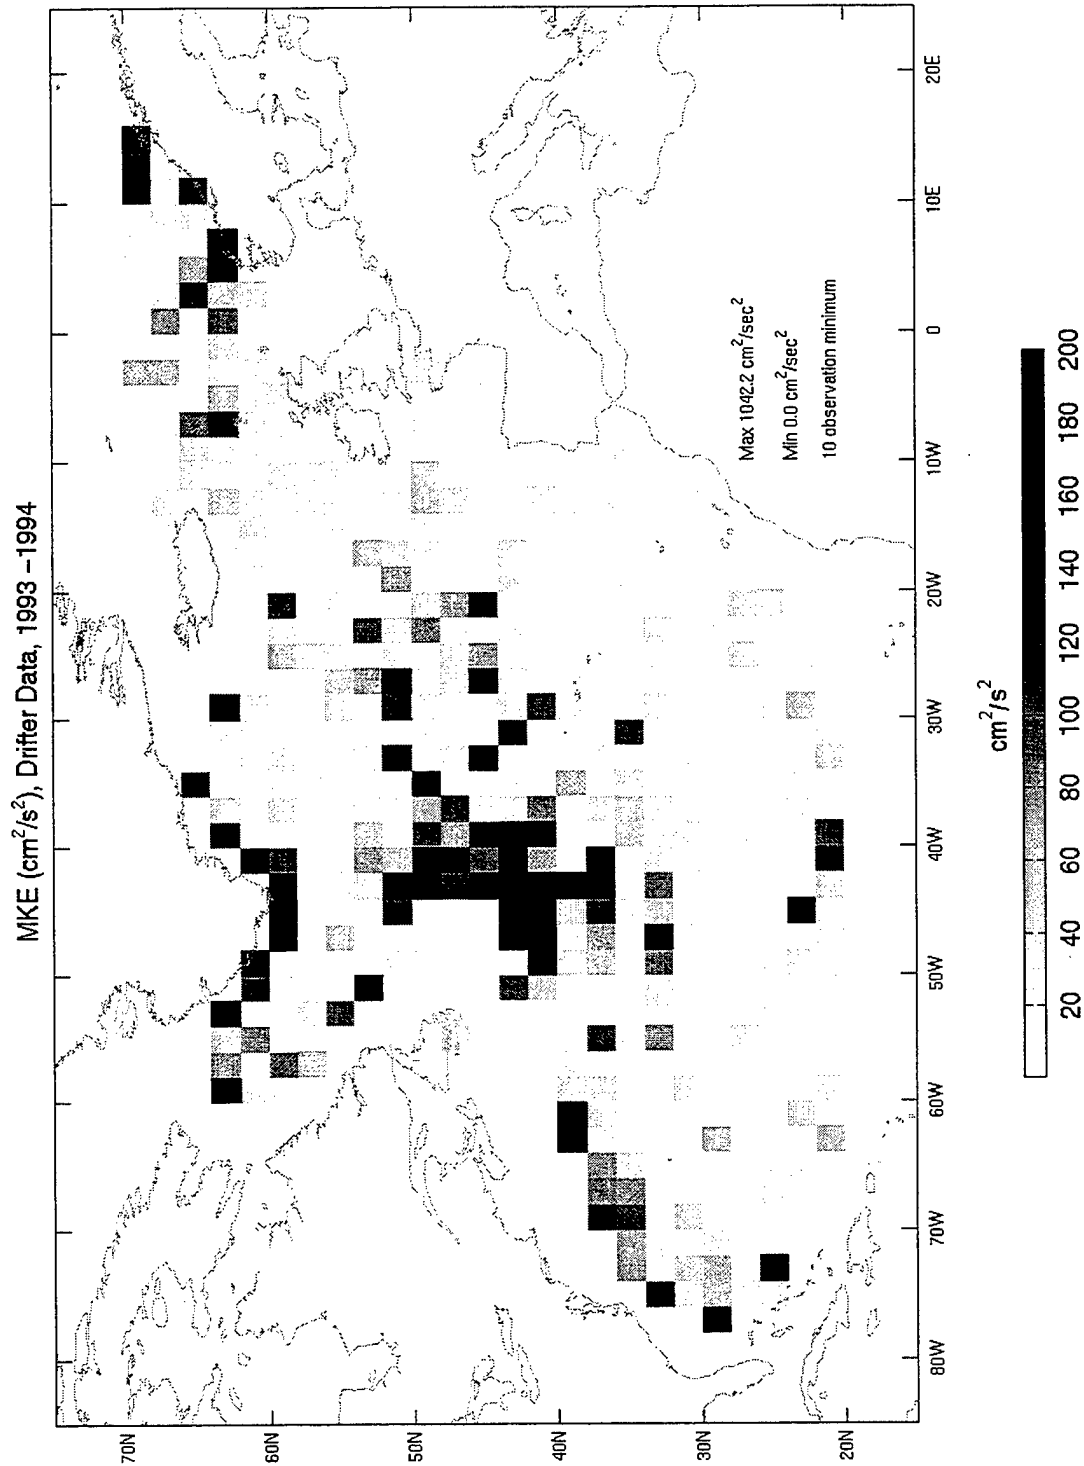 MKE (cm²/s²), Drifter Data, 1993 –1994
70N
60N
50N
40N
30N
20N
80W
70W
60W
50W
40W
30W
20W
10W
0
10E
20E
Max 1042.2 cm²/sec²
Min 0.0 cm²/sec²
10 observation minimum
cm²/s²
20
40
60
80
100
120
140
160
180
200